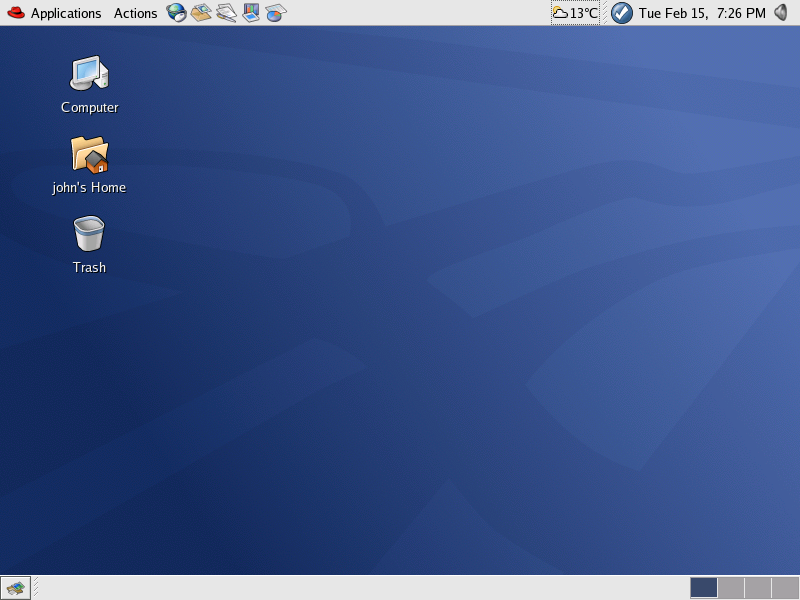 Applications Actions 13°C Tue Feb 15, 7:26 PM
Computer
john's Home
Trash